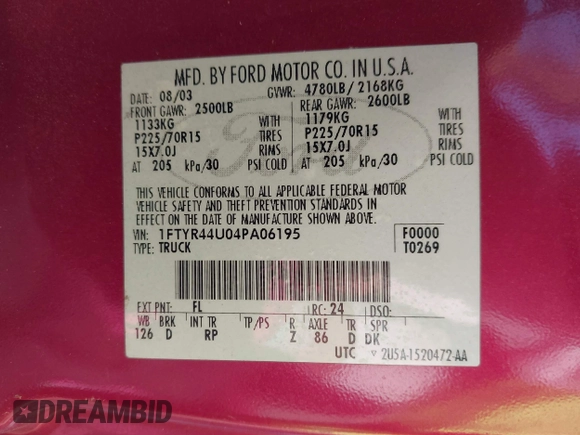 MFD. BY FORD MOTOR CO. IN U.S.A.
DATE: 08/03 GVWR: 4780LB/ 2168KG
FRONT GAWR: 2500LB REAR GAWR: 2600LB
1133KG WITH 1179KG WITH
P225/70R15 TIRES P225/70R15 TIRES
15X7.0J RIMS 15X7.0J RIMS
AT 205 kPa/30 PSI COLD AT 205 kPa/30 PSI COLD
THIS VEHICLE CONFORMS TO ALL APPLICABLE FEDERAL MOTOR
VEHICLE SAFETY AND THEFT PREVENTION STANDARDS IN
EFFECT ON THE DATE OF MANUFACTURE SHOWN ABOVE.
VIN: 1FTYR44U04PA06195 F0000
TYPE: TRUCK T0269
Ford
EXT PNT: FL RC: 24 DSO:
WB BRK INT TR TP/PS R AXLE TR SPR
126 D RP Z 86 D DK
UTC ▽ 2U5A-1520472-AA
DREAMBID